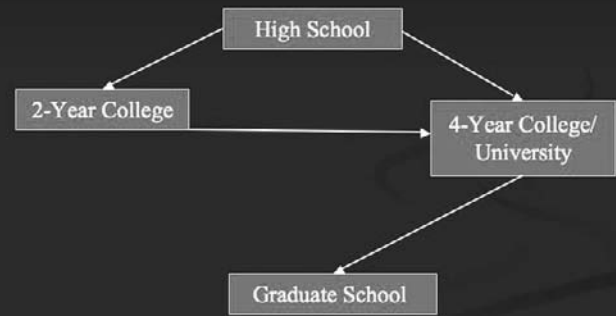 High School
2-Year College
4-Year College/
University
Graduate School